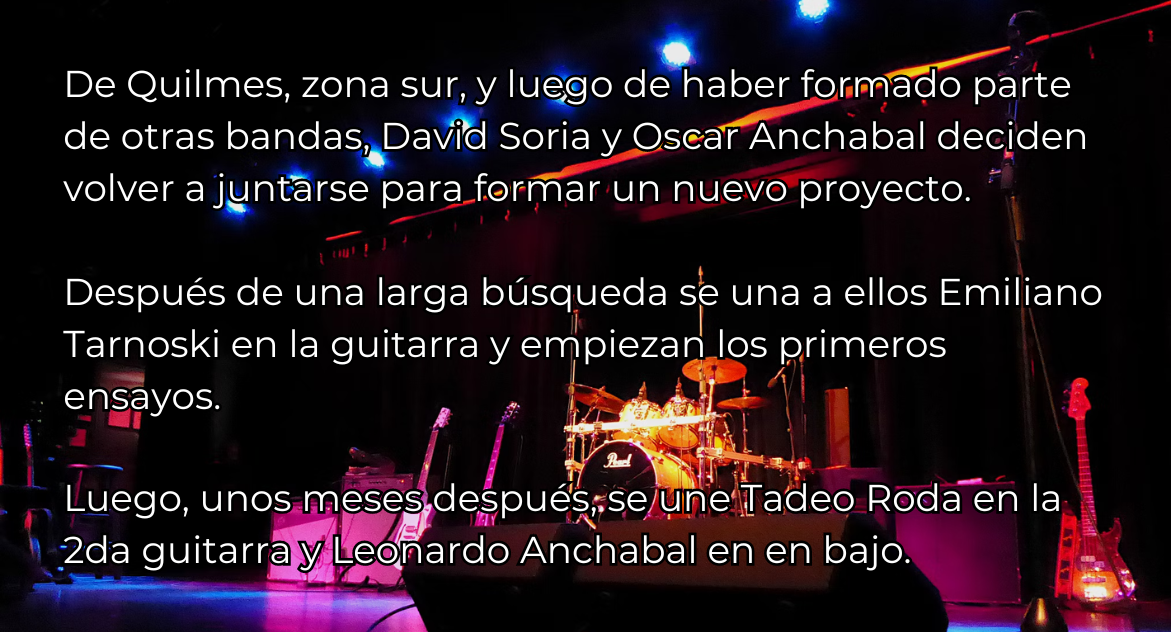 De Quilmes, zona sur, y luego de haber formado parte
de otras bandas, David Soria y Oscar Anchabal deciden
volver a juntarse para formar un nuevo proyecto.
Después de una larga búsqueda se una a ellos Emiliano
Tarnoski en la guitarra y empiezan los primeros
ensayos.
Pearl
Luego, unos meses después, se une Tadeo Roda en la
2da guitarra y Leonardo Anchabal en en bajo.